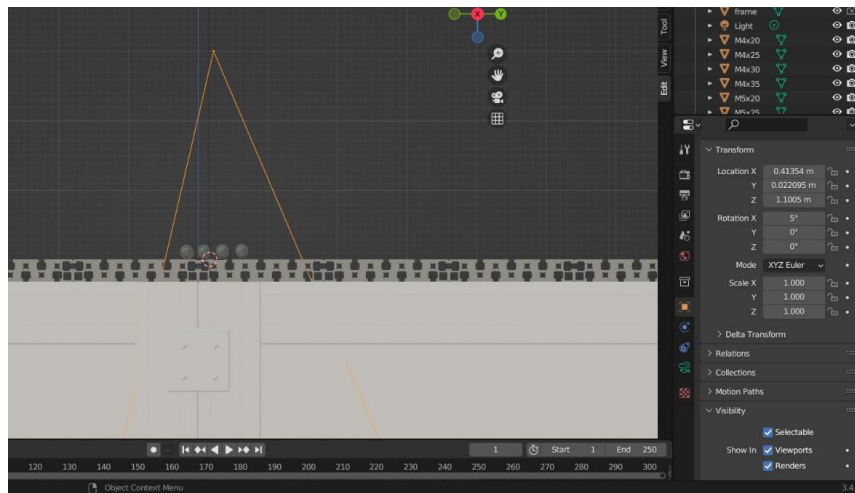 X
Y
Tool
View
Edit
frame
Light
M4x20
M4x25
M4x30
M4x35
M5x20
M5x25
Transform
Location X 0.41354 m
Y 0.022095 m
Z 1.1005 m
Rotation X 5°
Y 0°
Z 0°
Mode XYZ Euler
Scale X 1.000
Y 1.000
Z 1.000
Delta Transform
Relations
Collections
Motion Paths
Visibility
Selectable
Show In Viewports
Renders
1 Start 1 End 250
120 130 140 150 160 170 180 190 200 210 220 230 240 250 260 270 280 290 300
Object Context Menu
3.4